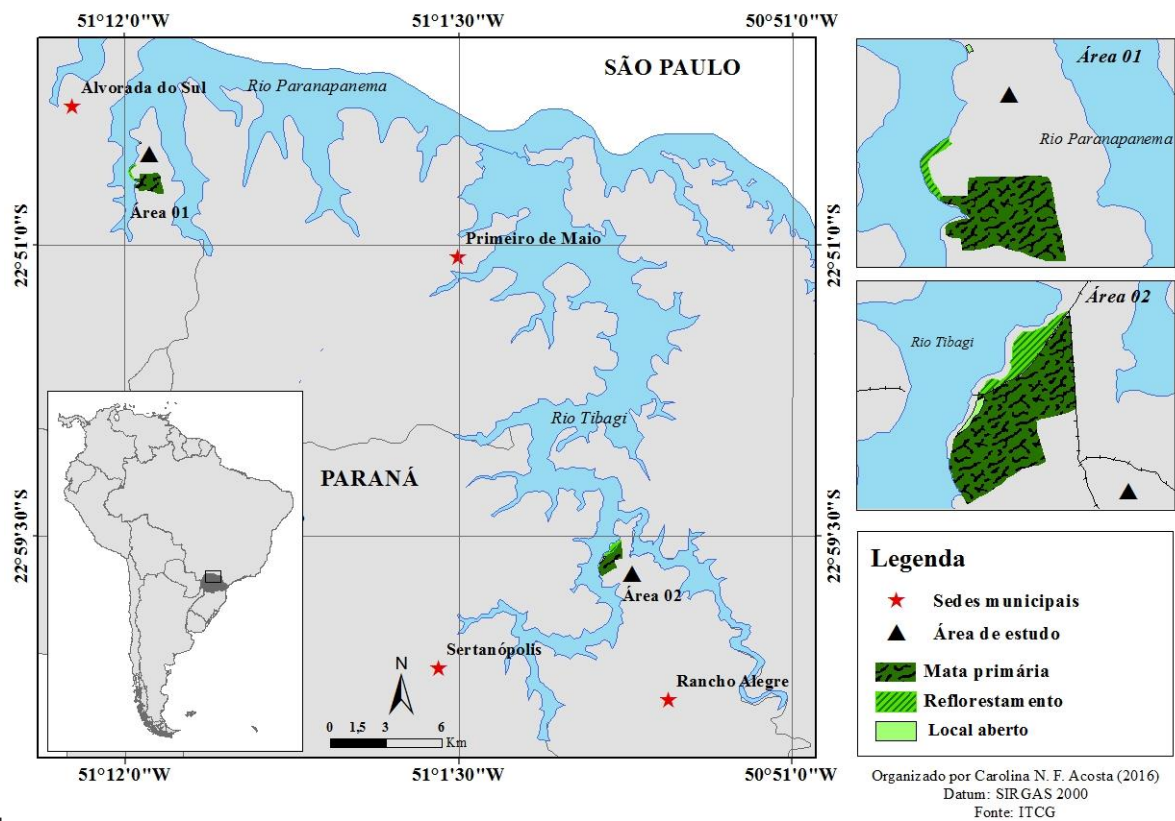 51°12'0"W
51°1'30"W
50°51'0"W
SÃO PAULO
Rio Paranapanema
Alvorada do Sul
Área 01
Primeiro de Maio
22°51'0"S
22°51'0"S
Rio Tibagi
PARANÁ
22°59'30"S
22°59'30"S
Área 02
Sertanópolis
Rancho Alegre
N
0 1,5 3 6
Km
51°12'0"W
51°1'30"W
50°51'0"W
Área 01
Rio Paranapanema
Área 02
Rio Tibagi
Legenda
Sedes municipais
Área de estudo
Mata primária
Reflorestamento
Local aberto
Organizado por Carolina N. F. Acosta (2016)
Datum: SIRGAS 2000
Fonte: ITCG